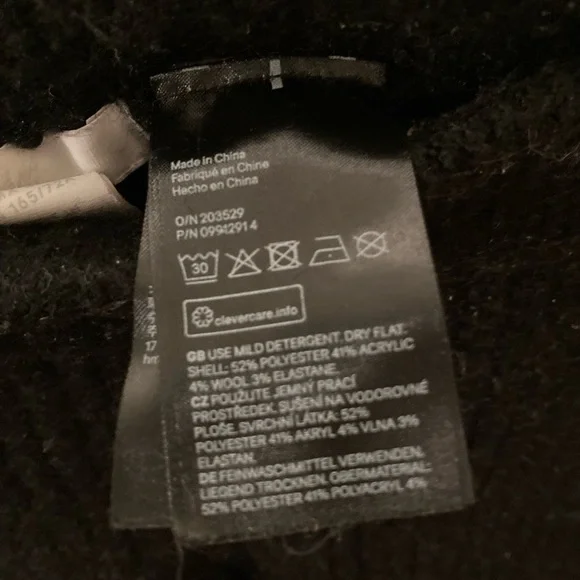 Made in China
Fabriqué en Chine
Hecho en China
O/N 203529
P/N 0991291 4
30
clevercare.info
GB USE MILD DETERGENT. DRY FLAT.
SHELL: 52% POLYESTER 41% ACRYLIC
4% WOOL 3% ELASTANE.
CZ POUŽIJTE JEMNÝ PRACÍ
PROSTŘEDEK. SUŠENÍ NA VODOROVNÉ
PLOŠE. SVRCHNÍ LÁTKA: 52%
POLYESTER 41% AKRYL 4% VLNA 3%
ELASTAN.
DE FEINWASCHMITTEL VERWENDEN.
LIEGEND TROCKNEN. OBERMATERIAL:
52% POLYESTER 41% POLYACRYL 4%
17
hm